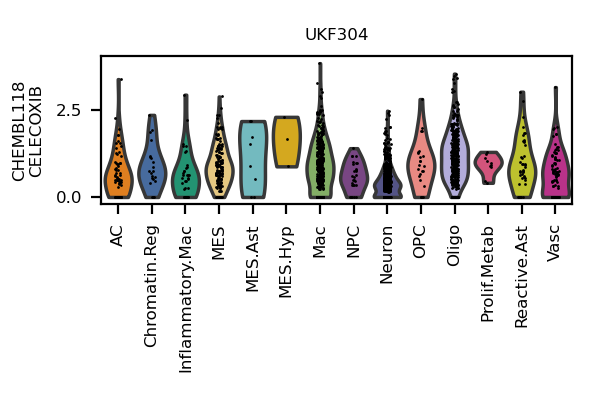 UKF304
CHEMBL118
CELECOXIB
2.5
0.0
AC
Chromatin.Reg
Inflammatory.Mac
MES
MES.Ast
MES.Hyp
Mac
NPC
Neuron
OPC
Oligo
Prolif.Metab
Reactive.Ast
Vasc